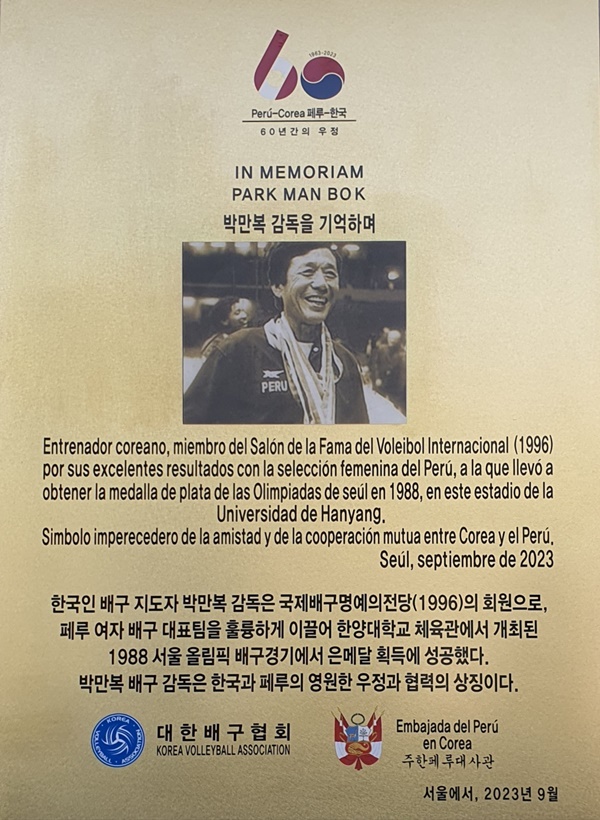 60
1963-2023
Perú-Corea 페루-한국
60년간의 우정
IN MEMORIAM
PARK MAN BOK
박만복 감독을 기억하며
PERU
Entrenador coreano, miembro del Salón de la Fama del Voleibol Internacional (1996)
por sus excelentes resultados con la selección femenina del Perú, a la que llevó a
obtener la medalla de plata de las Olimpiadas de seúl en 1988, en este estadio de la
Universidad de Hanyang.
Simbolo imperecedero de la amistad y de la cooperación mutua entre Corea y el Perú.
Seúl, septiembre de 2023
한국인 배구 지도자 박만복 감독은 국제배구명예의전당(1996)의 회원으로,
페루 여자 배구 대표팀을 훌륭하게 이끌어 한양대학교 체육관에서 개최된
1988 서울 올림픽 배구경기에서 은메달 획득에 성공했다.
박만복 배구 감독은 한국과 페루의 영원한 우정과 협력의 상징이다.
KOREA VOLLEYBALL ASSOCIATION
대한배구협회
KOREA VOLLEYBALL ASSOCIATION
Embajada del Perú
en Corea
주한페루대사관
서울에서, 2023년 9월